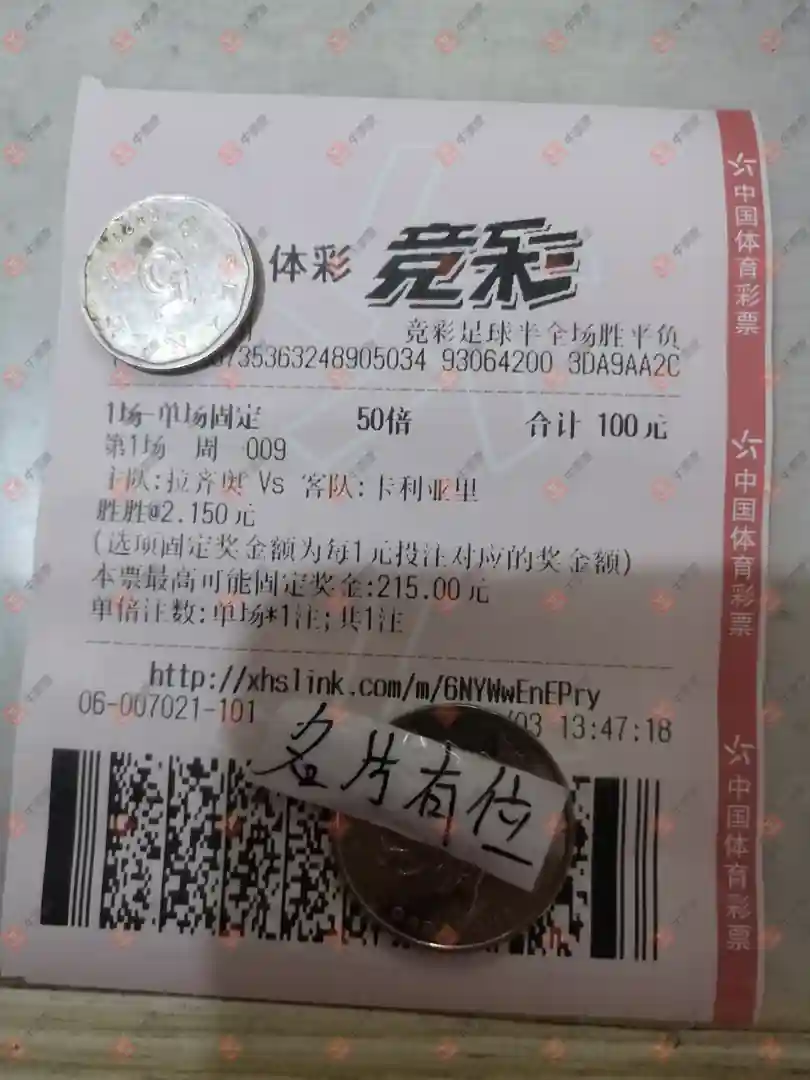 体彩 竞彩
竞彩足球半全场胜平负
735363248905034 93064200 3DA9AA2C
1场-单场固定 50倍 合计 100元
第1场 周 009
主队:拉齐奥 Vs 客队:卡利亚里
胜胜@2.150元
(选项固定奖金额为每1元投注对应的奖金额)
本票最高可能固定奖金:215.00元
单倍注数:单场*1注;共1注
http://xhslink.com/m/6NYWwEnEPry
06-007021-101 /03 13:47:18
名片有位
中国体育彩票
中国体育彩票
中国体育彩票